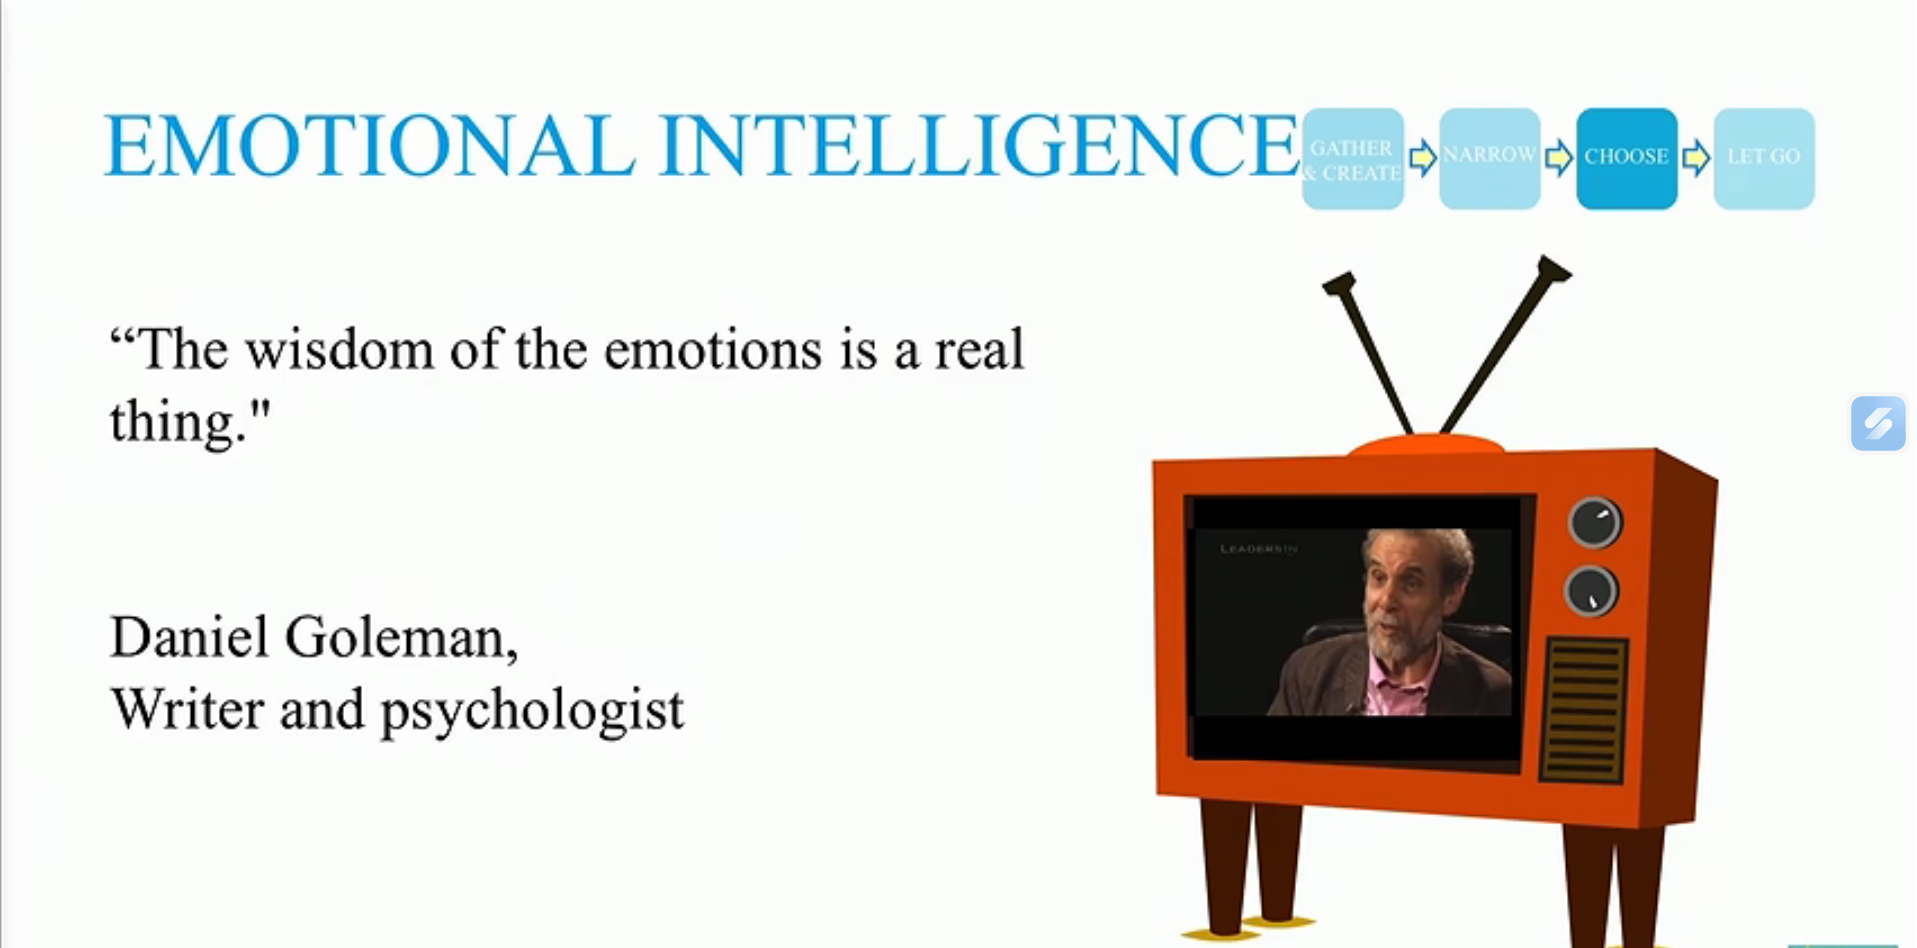 EMOTIONAL INTELLIGENCE
GATHER
& CREATE
NARROW
CHOOSE
LET GO
“The wisdom of the emotions is a real
thing."
LEADERSIN
Daniel Goleman,
Writer and psychologist